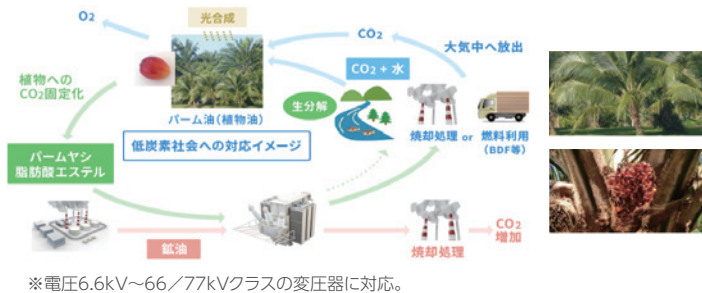 光合成
O2
CO2
大気中へ放出
植物への
CO2固定化
CO2 + 水
生分解
パーム油(植物油)
焼却処理 or 燃料利用
(BDF等)
低炭素社会への対応イメージ
パームヤシ
脂肪酸エステル
鉱油
焼却処理
CO2
増加
※電圧6.6kV〜66／77kVクラスの変圧器に対応。